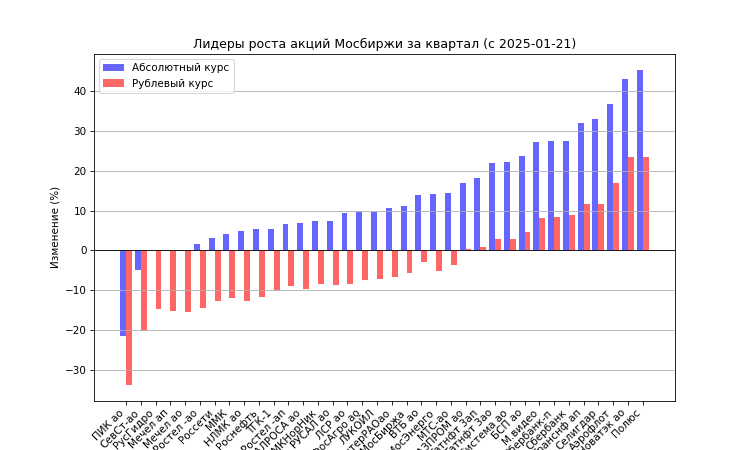 Лидеры роста акций Мосбиржи за квартал (с 2025-01-21)
Абсолютный курс
Рублевый курс
Изменение (%)
40
30
20
10
0
−10
−20
−30
ПИК ао
СевСт-ао
РусГидро
Мечел ап
Мечел ао
Ростел -ао
Россети
ММК
НЛМК ао
Роснефть
ТГК-1
Ростел -ап
АЛРОСА ао
ГМКНорНик
РУСАЛ ао
ЛСР ао
ФосАгро ао
ЛУКОЙЛ
ИнтерРАОао
МосБиржа
ВТБ ао
МосЭнерго
МТС-ао
ГАЗПРОМ ао
Татнфт 3ап
Татнфт 3ао
Система ао
БСП ао
М.видео
Сбербанк-п
Сбербанк
Транснф ап
Селигдар
Аэрофлот
Новатэк ао
Полюс